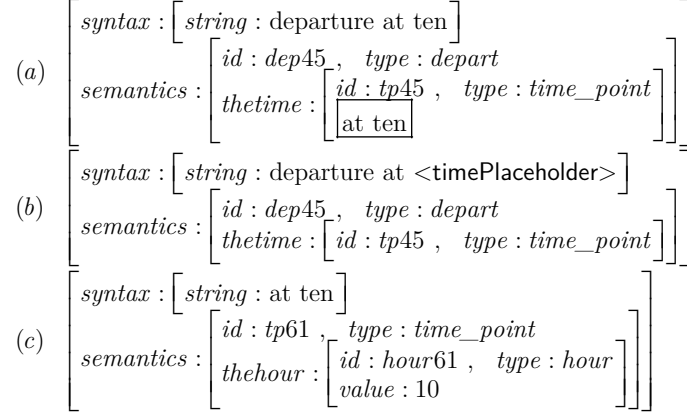 syntax : [string : departure at ten]
(a) semantics : [id : dep45 , type : depart
thetime : [id : tp45 , type : time_point
at ten]]
syntax : [string : departure at <timePlaceholder>]
(b) semantics : [id : dep45 , type : depart
thetime : [id : tp45 , type : time_point]]
syntax : [string : at ten]
(c) semantics : [id : tp61 , type : time_point
thehour : [id : hour61 , type : hour
value : 10]]